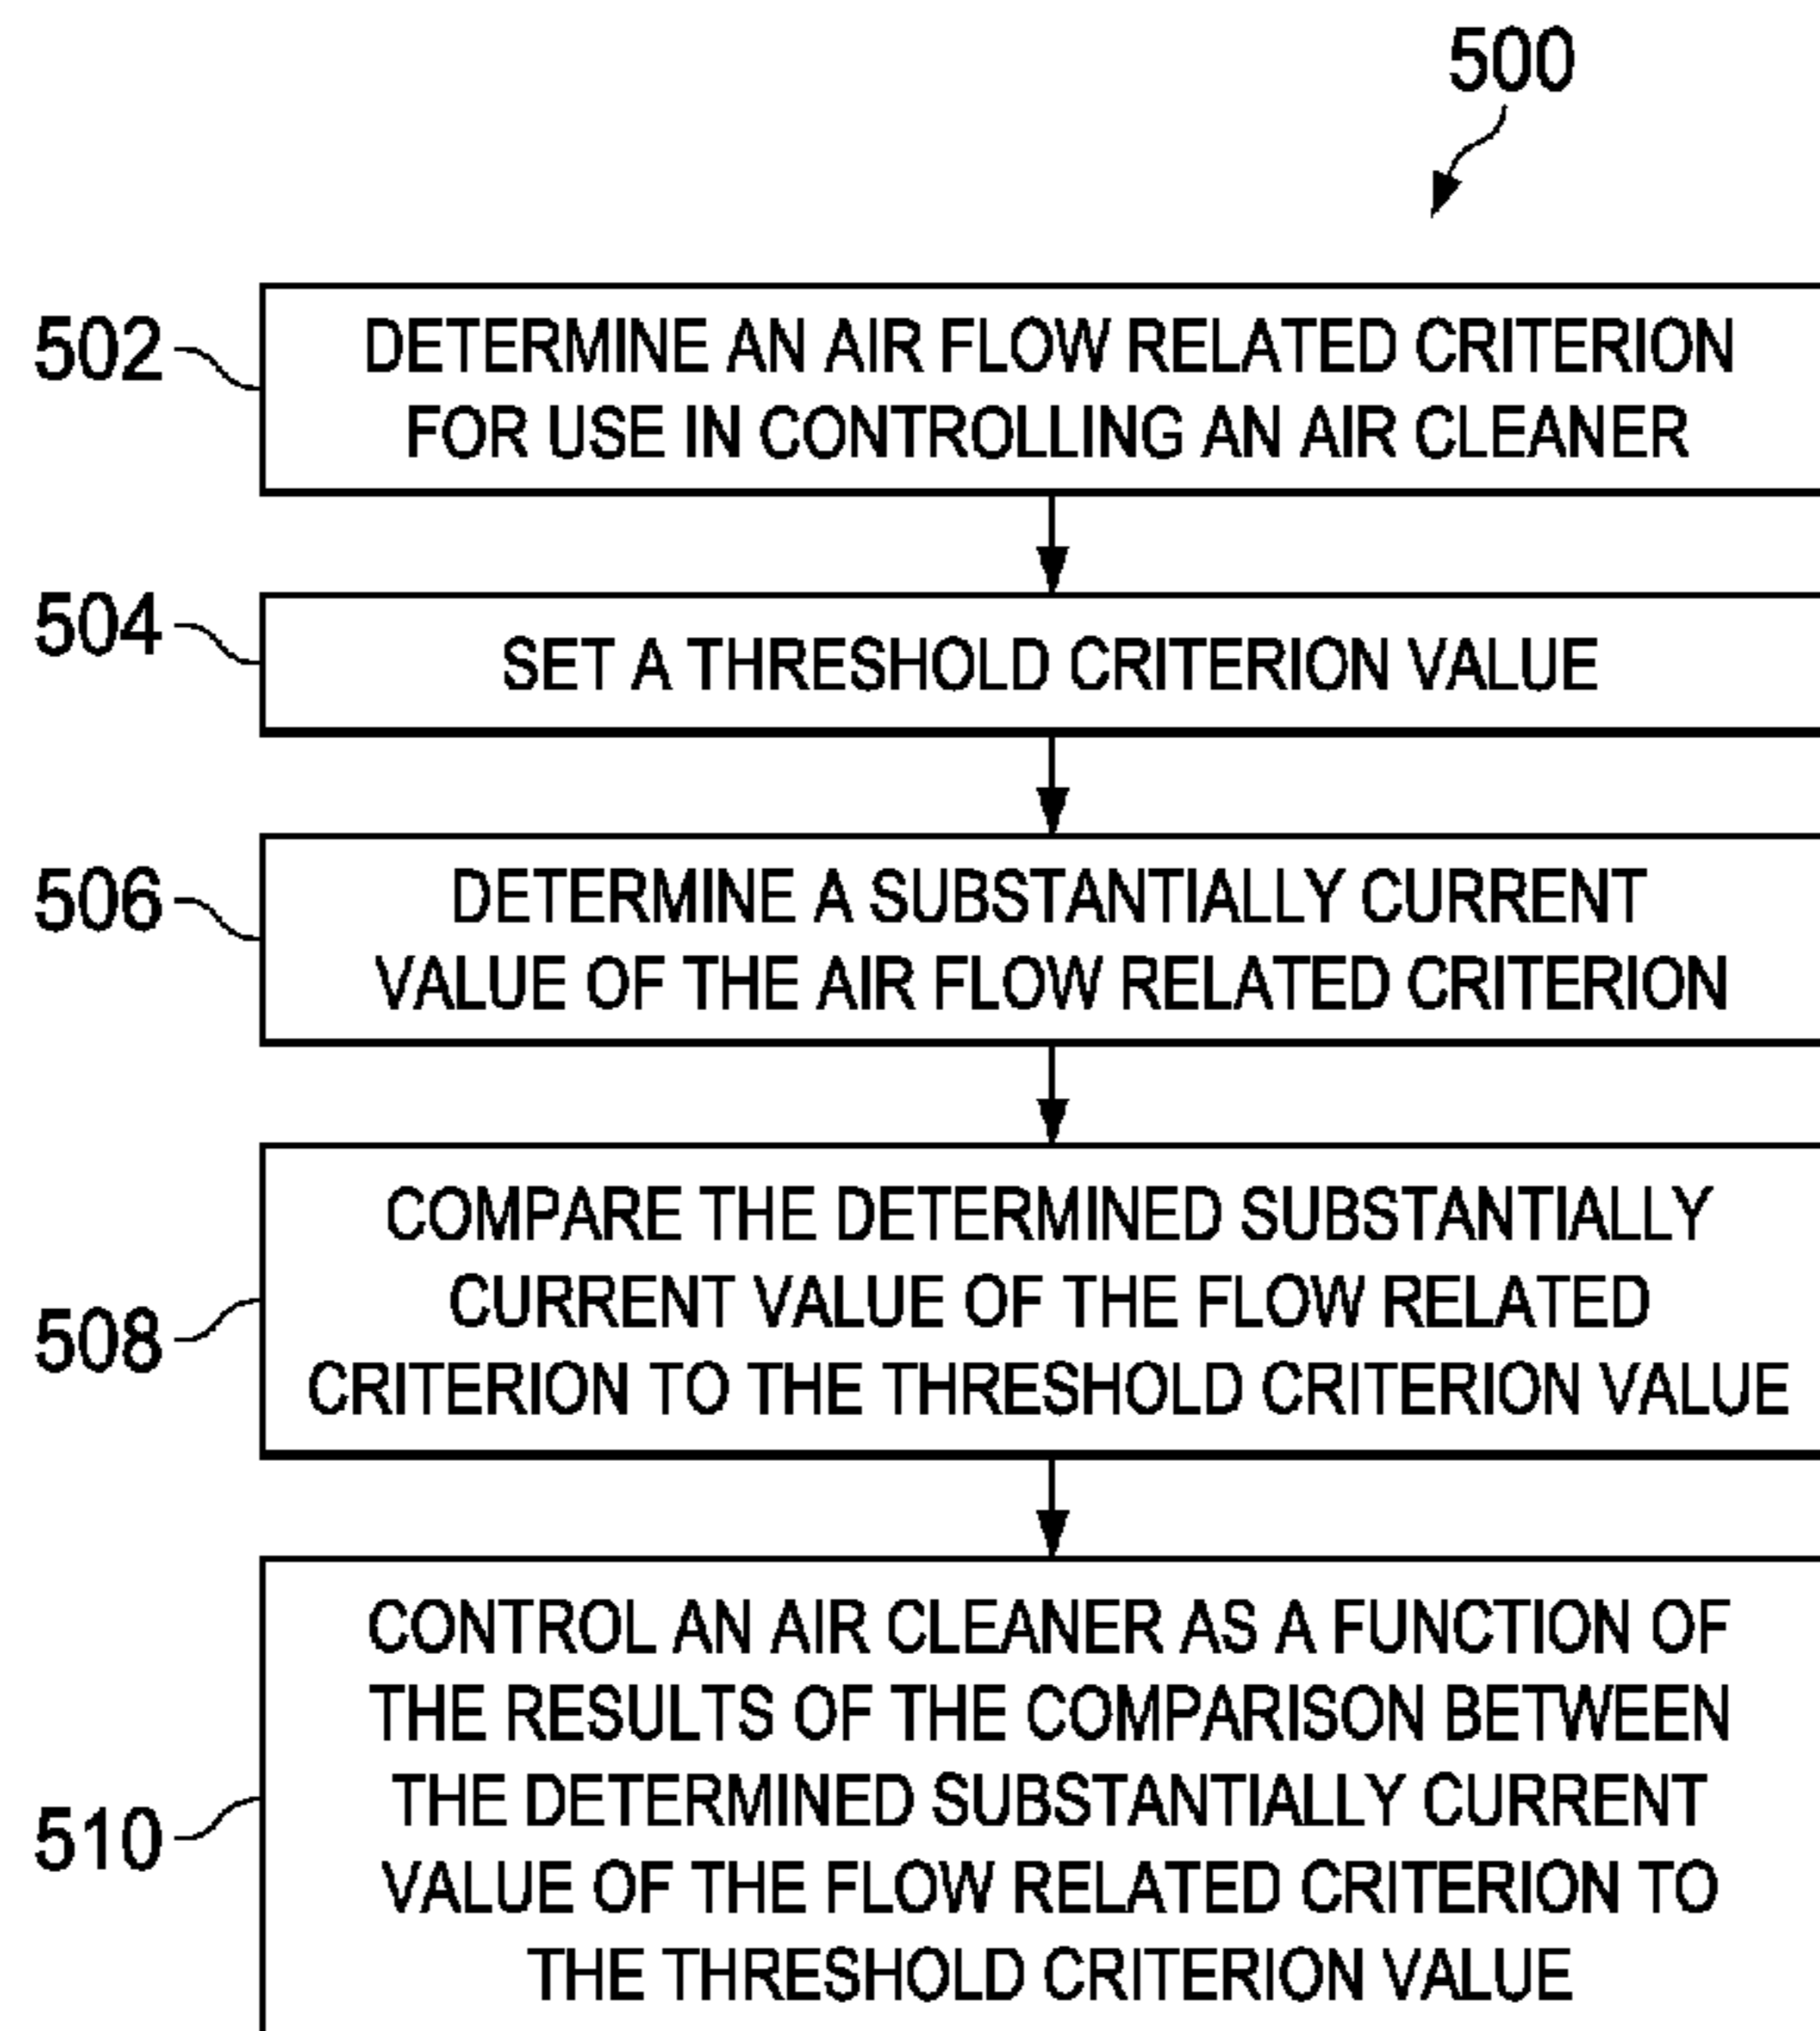 500
502
DETERMINE AN AIR FLOW RELATED CRITERION
FOR USE IN CONTROLLING AN AIR CLEANER
504
SET A THRESHOLD CRITERION VALUE
506
DETERMINE A SUBSTANTIALLY CURRENT
VALUE OF THE AIR FLOW RELATED CRITERION
508
COMPARE THE DETERMINED SUBSTANTIALLY
CURRENT VALUE OF THE FLOW RELATED
CRITERION TO THE THRESHOLD CRITERION VALUE
510
CONTROL AN AIR CLEANER AS A FUNCTION OF
THE RESULTS OF THE COMPARISON BETWEEN
THE DETERMINED SUBSTANTIALLY CURRENT
VALUE OF THE FLOW RELATED CRITERION TO
THE THRESHOLD CRITERION VALUE